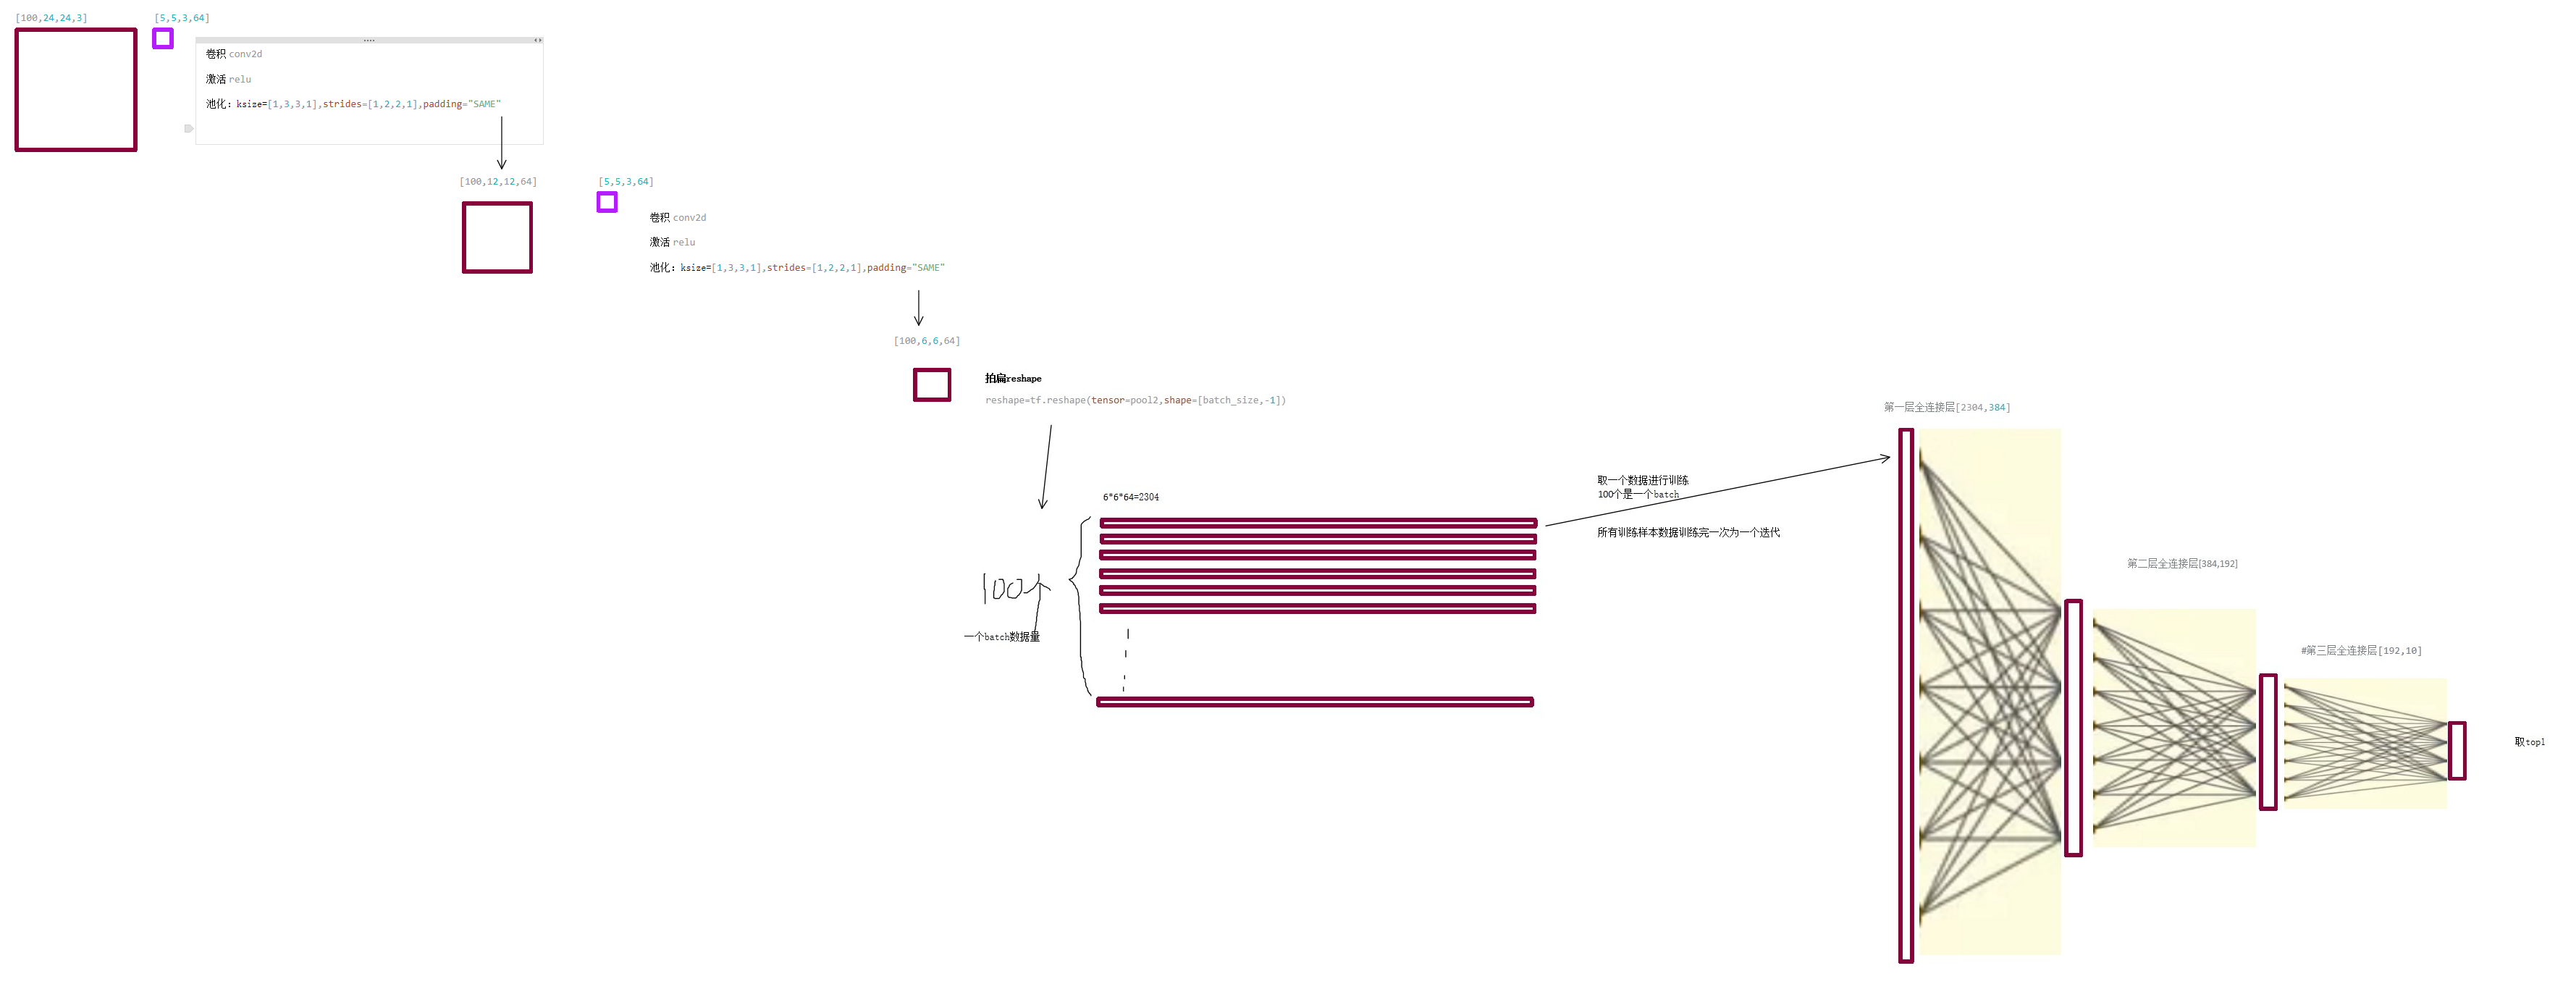 [100,24,24,3]
[5,5,3,64]
卷积 conv2d
激活 relu
池化：ksize=[1,3,3,1],strides=[1,2,2,1],padding="SAME"
[100,12,12,64]
[5,5,3,64]
卷积 conv2d
激活 relu
池化：ksize=[1,3,3,1],strides=[1,2,2,1],padding="SAME"
[100,6,6,64]
拍扁reshape
reshape=tf.reshape(tensor=pool2,shape=[batch_size,-1])
6*6*64=2304
100个
一个batch数据量
取一个数据进行训练
100个是一个batch
所有训练样本数据训练完一次为一个迭代
第一层全连接层[2304,384]
第二层全连接层[384,192]
#第三层全连接层[192,10]
取top1